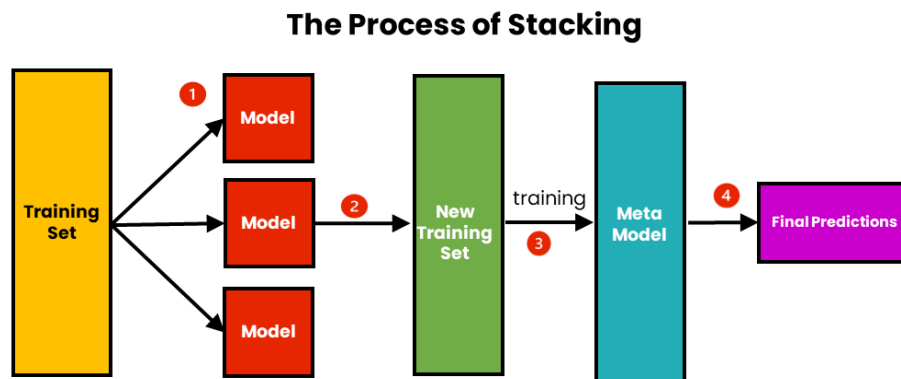 The Process of Stacking
1
Model
Training
Set
Model
2
New
Training
Set
training
3
Meta
Model
4
Final Predictions
Model